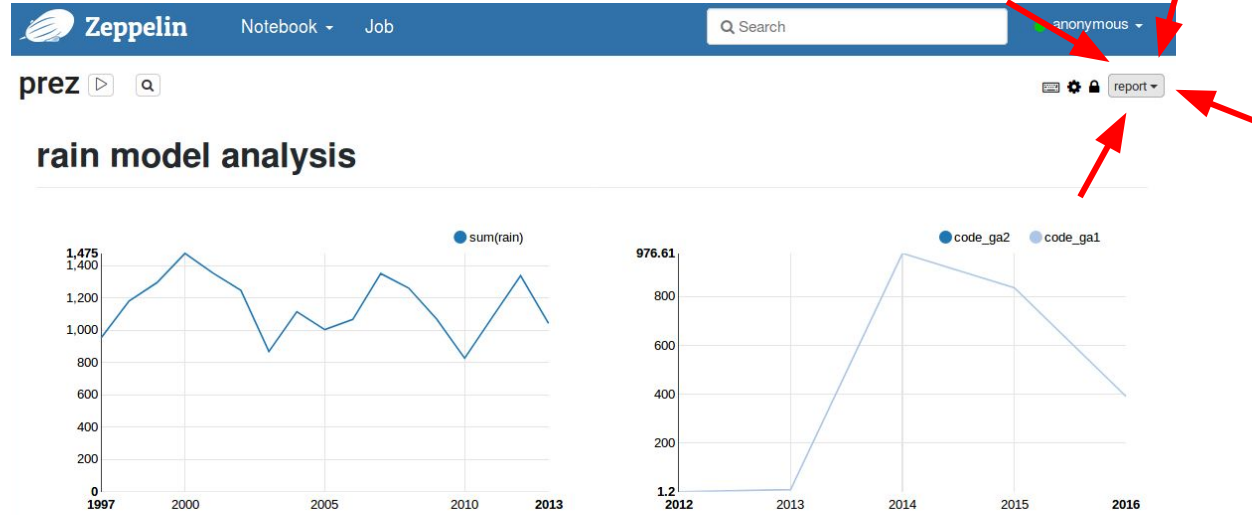 Zeppelin Notebook Job Search anonymous
prez report
rain model analysis
sum(rain)
1,475
1,400
1,200
1,000
800
600
400
200
0
1997 2000 2005 2010 2013
code_ga2 code_ga1
976.61
800
600
400
200
1.2
2012 2013 2014 2015 2016